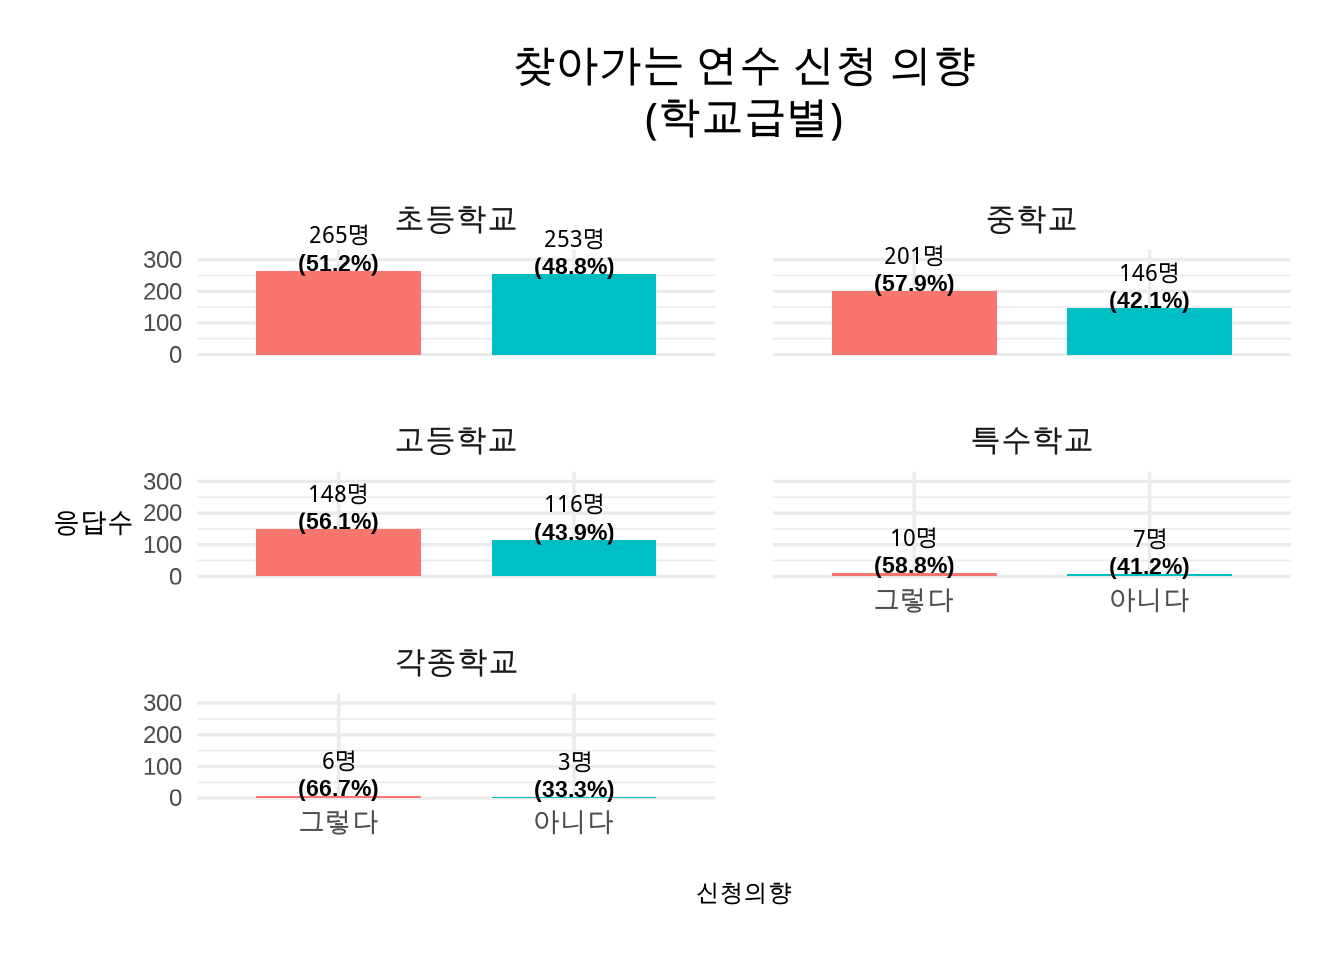 찾아가는 연수 신청 의향
(학교급별)
초등학교
265명
(51.2%)
253명
(48.8%)
300
200
100
0
중학교
201명
(57.9%)
146명
(42.1%)
고등학교
148명
(56.1%)
116명
(43.9%)
응답수
300
200
100
0
특수학교
10명
(58.8%)
7명
(41.2%)
그렇다
아니다
각종학교
6명
(66.7%)
3명
(33.3%)
300
200
100
0
그렇다
아니다
신청의향